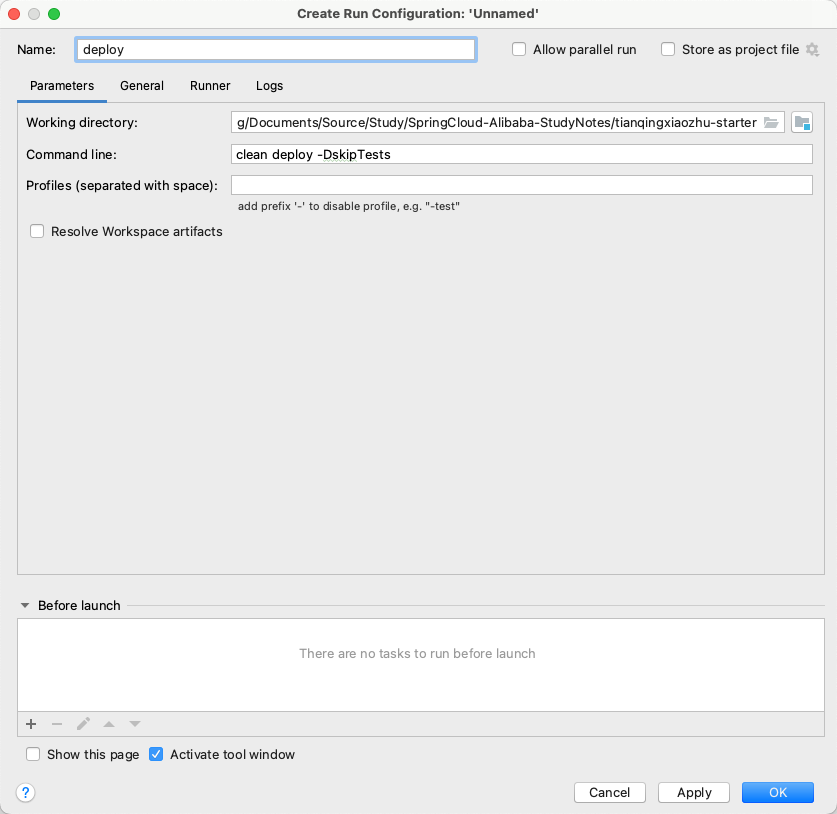 Create Run Configuration: 'Unnamed'
Name: deploy Allow parallel run Store as project file
Parameters General Runner Logs
Working directory: g/Documents/Source/Study/SpringCloud-Alibaba-StudyNotes/tianqingxiaozhu-starter
Command line: clean deploy -DskipTests
Profiles (separated with space):
add prefix '-' to disable profile, e.g. "-test"
Resolve Workspace artifacts
Before launch
There are no tasks to run before launch
Show this page Activate tool window
? Cancel Apply OK